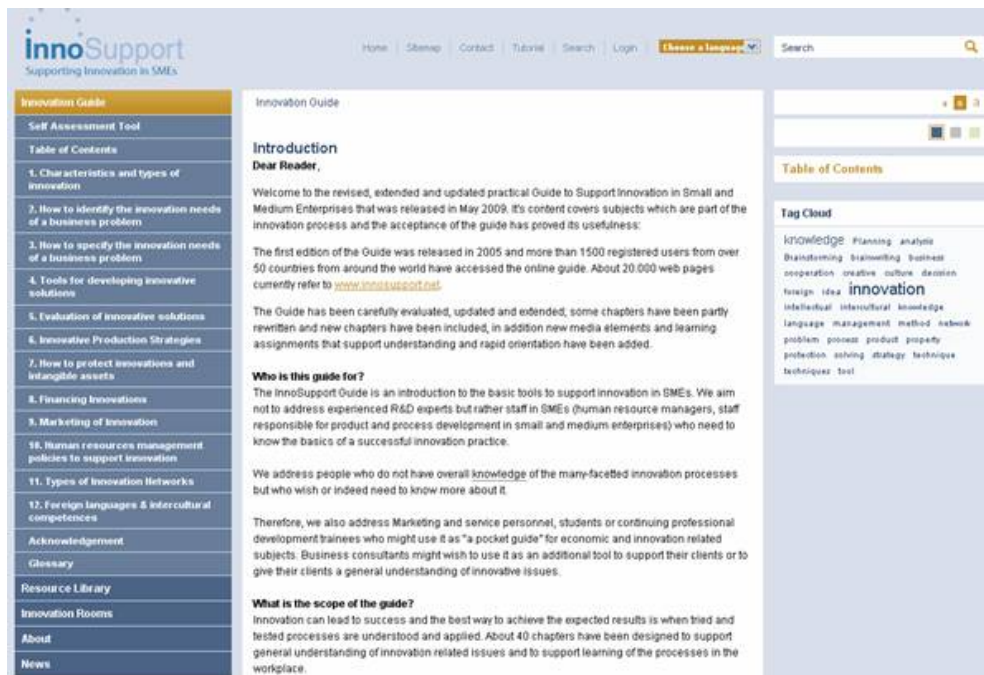 innoSupport
Supporting Innovation in SMEs
Home | Sitemap | Contact | Tutorial | Search | Login
Choose a language
Search
Innovation Guide
Self Assessment Tool
Table of Contents
1. Characteristics and types of
innovation
2. How to identify the innovation needs
of a business problem
3. How to specify the innovation needs
of a business problem
4. Tools for developing innovative
solutions
5. Evaluation of innovative solutions
6. Innovative Production Strategies
7. How to protect innovations and
intangible assets
8. Financing Innovations
9. Marketing of Innovation
10. Human resources management
policies to support innovation
11. Types of Innovation Networks
12. Foreign languages & intercultural
competences
Acknowledgement
Glossary
Resource Library
Innovation Rooms
About
News
Innovation Guide
Introduction
Dear Reader,
Welcome to the revised, extended and updated practical Guide to Support Innovation in Small and
Medium Enterprises that was released in May 2009. It's content covers subjects which are part of the
innovation process and the acceptance of the guide has proved its usefulness:
The first edition of the Guide was released in 2005 and more than 1500 registered users from over
50 countries from around the world have accessed the online guide. About 20.000 web pages
currently refer to www.innosupport.net.
The Guide has been carefully evaluated, updated and extended, some chapters have been partly
rewritten and new chapters have been included, in addition new media elements and learning
assignments that support understanding and rapid orientation have been added.
Who is this guide for?
The InnoSupport Guide is an introduction to the basic tools to support innovation in SMEs. We aim
not to address experienced R&D experts but rather staff in SMEs (human resource managers, staff
responsible for product and process development in small and medium enterprises) who need to
know the basics of a successful innovation practice.
We address people who do not have overall knowledge of the many-facetted innovation processes
but who wish or indeed need to know more about it.
Therefore, we also address Marketing and service personnel, students or continuing professional
development trainees who might use it as "a pocket guide" for economic and innovation related
subjects. Business consultants might wish to use it as an additional tool to support their clients or to
give their clients a general understanding of innovative issues.
What is the scope of the guide?
Innovation can lead to success and the best way to achieve the expected results is when tried and
tested processes are understood and applied. About 40 chapters have been designed to support
general understanding of innovation related issues and to support learning of the processes in the
workplace.
a a a
Table of Contents
Tag Cloud
knowledge Planning analysis
Brainstorming brainwriting business
cooperation creative culture decision
foreign idea innovation
intellectual intercultural knowledge
language management method network
problem process product property
protection solving strategy technique
techniques tool